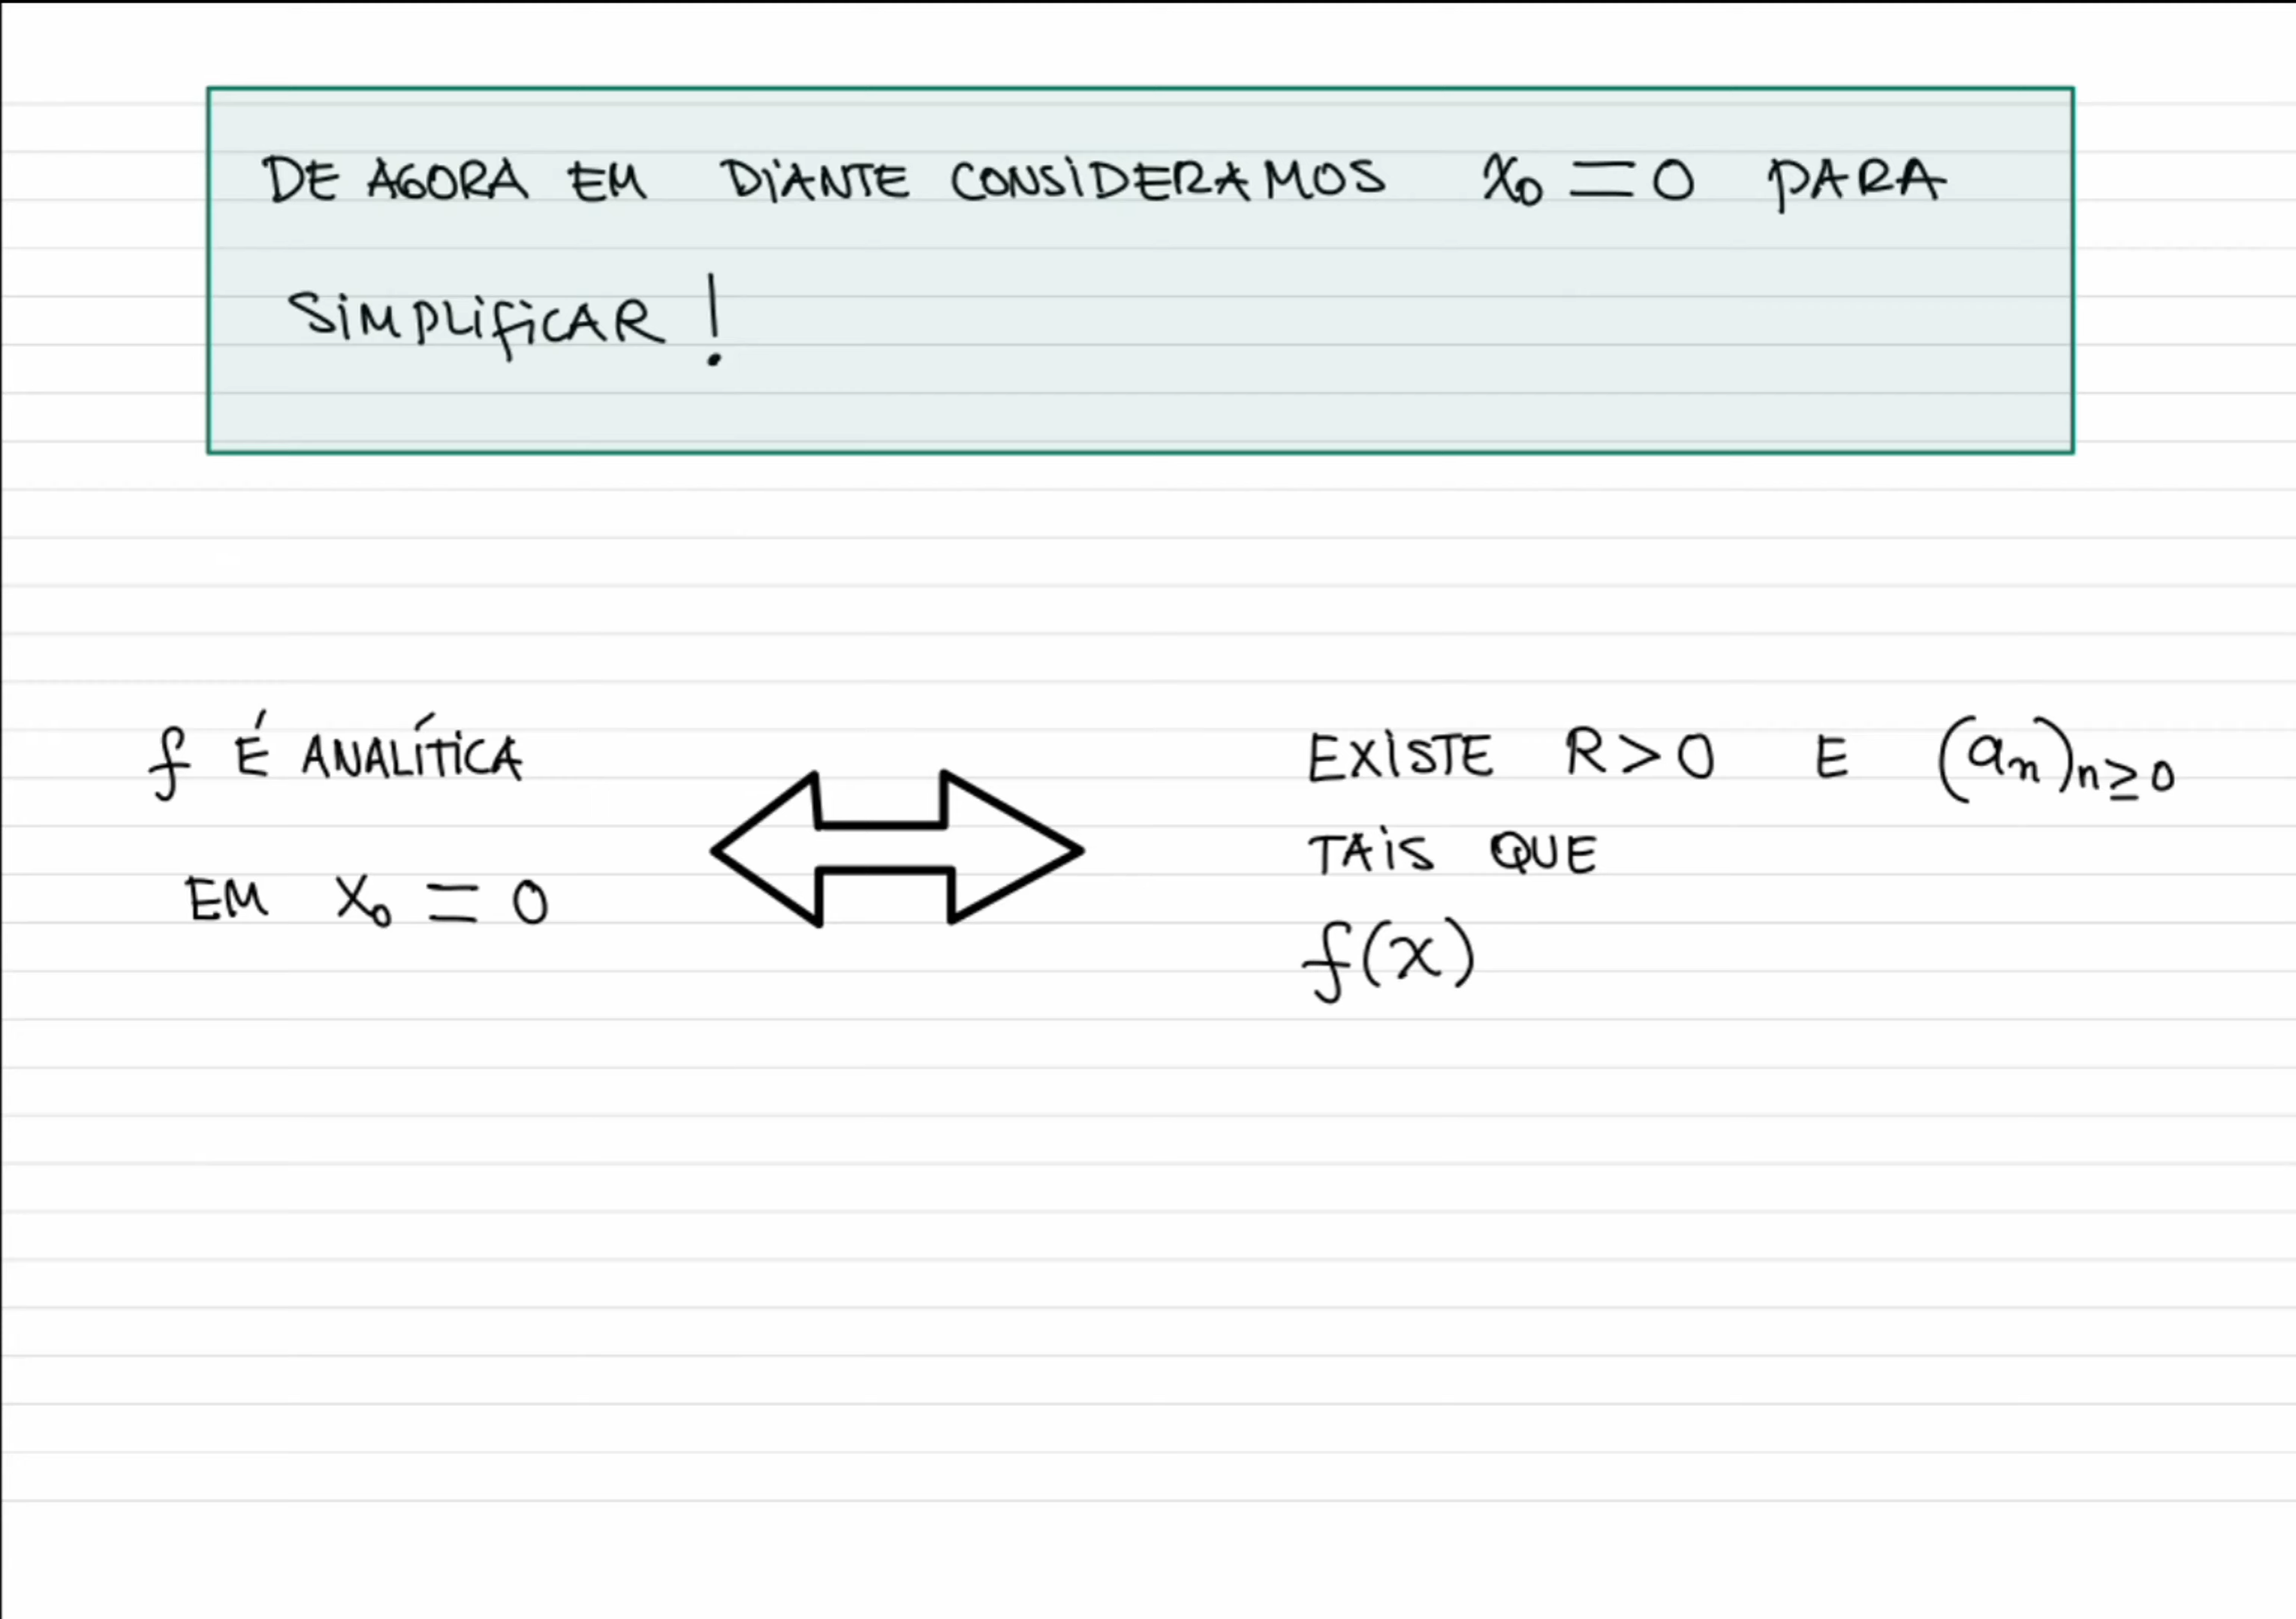 DE AGORA EM DIANTE CONSIDERAMOS x₀ = 0 PARA
SIMPLIFICAR !
f É ANALÍTICA
EM x₀ = 0
EXISTE R > 0 E (aₙ)ₙ≥₀
TAIS QUE
f(x)